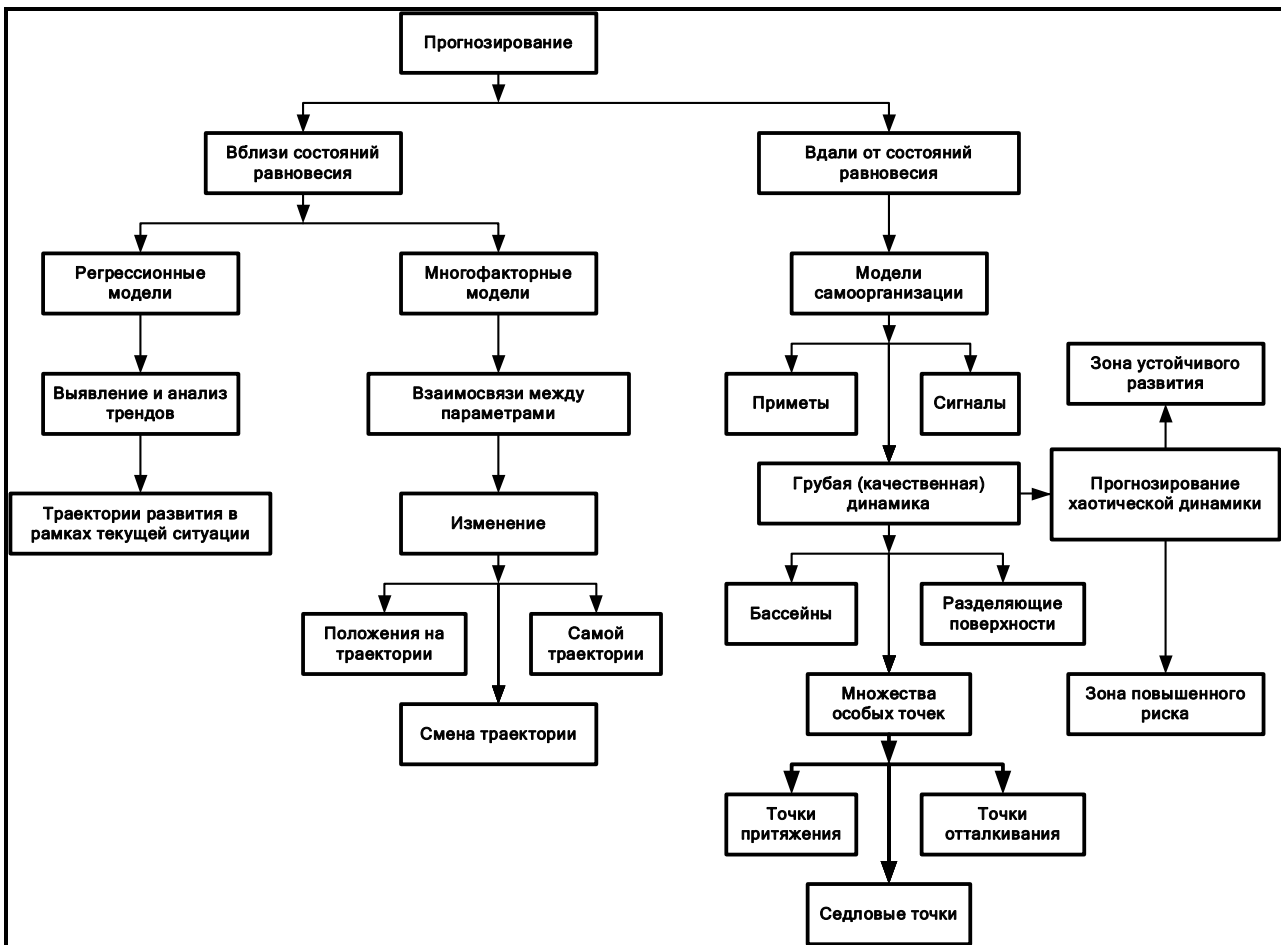 Прогнозирование
Вблизи состояний
равновесия
Вдали от состояний
равновесия
Регрессионные
модели
Многофакторные
модели
Модели
самоорганизации
Выявление и анализ
трендов
Взаимосвязи между
параметрами
Приметы
Сигналы
Зона устойчивого
развития
Траектории развития в
рамках текущей ситуации
Изменение
Грубая (качественная)
динамика
Прогнозирование
хаотической динамики
Положения на
траектории
Самой
траектории
Бассейны
Разделяющие
поверхности
Смена траектории
Множества
особых точек
Зона повышенного
риска
Точки
притяжения
Точки
отталкивания
Седловые точки